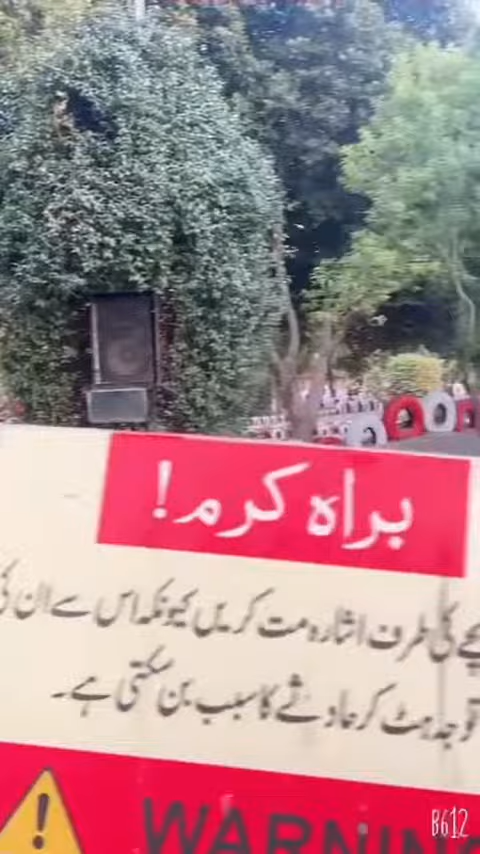 براہ کرم!
کی طرف اشارہ مت کریں کیونکہ اس سے ان کی
توجہ ہٹ کر حادثے کا سبب بن سکتی ہے۔
WARNING
B612